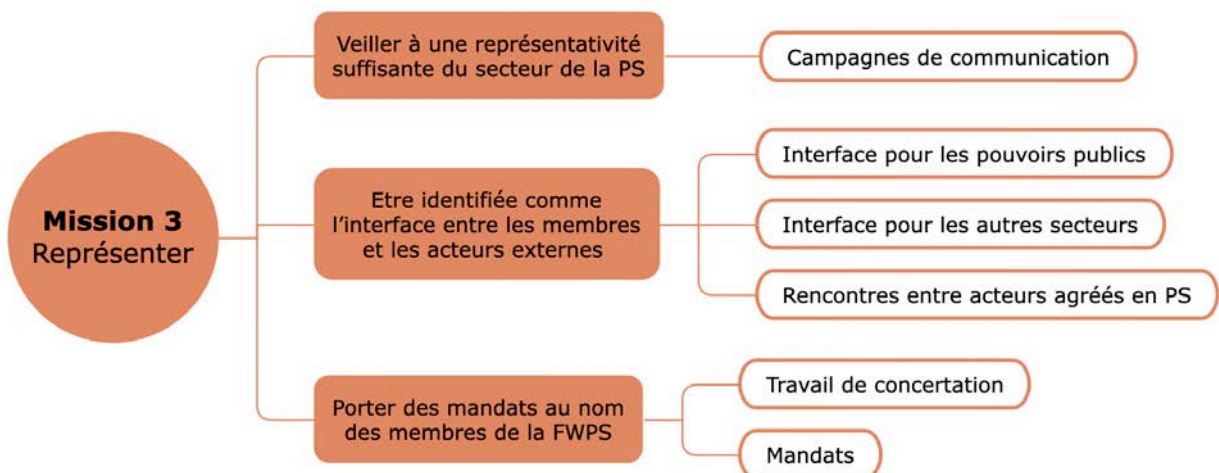 Mission 3
Représenter
Veiller à une représentativité
suffisante du secteur de la PS
Campagnes de communication
Etre identifiée comme
l'interface entre les membres
et les acteurs externes
Interface pour les pouvoirs publics
Interface pour les autres secteurs
Rencontres entre acteurs agréés en PS
Porter des mandats au nom
des membres de la FWPS
Travail de concertation
Mandats